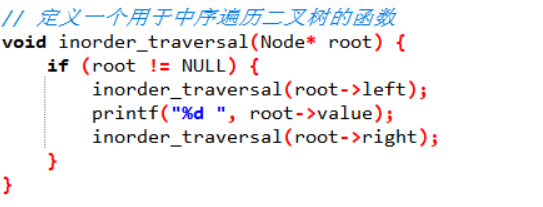 // 定义一个用于中序遍历二叉树的函数
void inorder_traversal(Node* root) {
    if (root != NULL) {
        inorder_traversal(root->left);
        printf("%d ", root->value);
        inorder_traversal(root->right);
    }
}